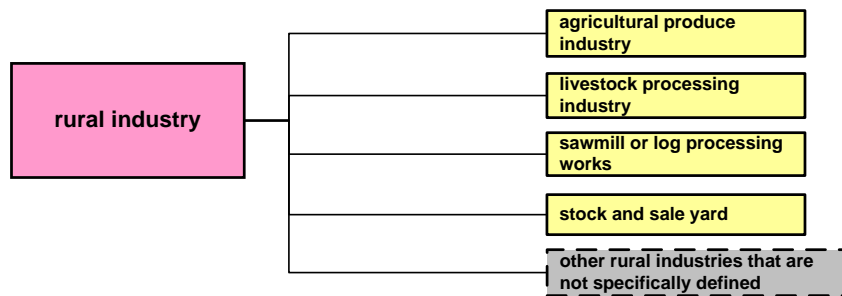 rural industry
agricultural produce
industry
livestock processing
industry
sawmill or log processing
works
stock and sale yard
other rural industries that are
not specifically defined